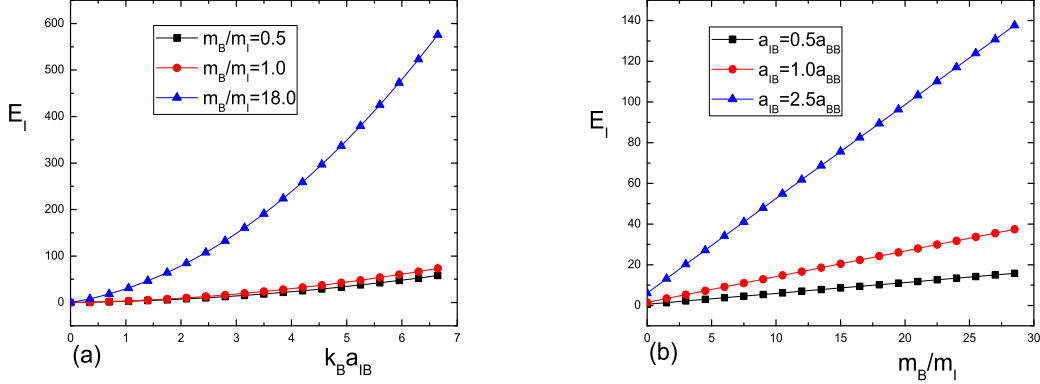 600
500
400
300
200
100
0
E_I
m_B/m_I=0.5
m_B/m_I=1.0
m_B/m_I=18.0
0 1 2 3 4 5 6 7
(a)
k_Ba_IB
140
120
100
80
60
40
20
0
E_I
a_IB=0.5a_BB
a_IB=1.0a_BB
a_IB=2.5a_BB
0 5 10 15 20 25 30
(b)
m_B/m_I